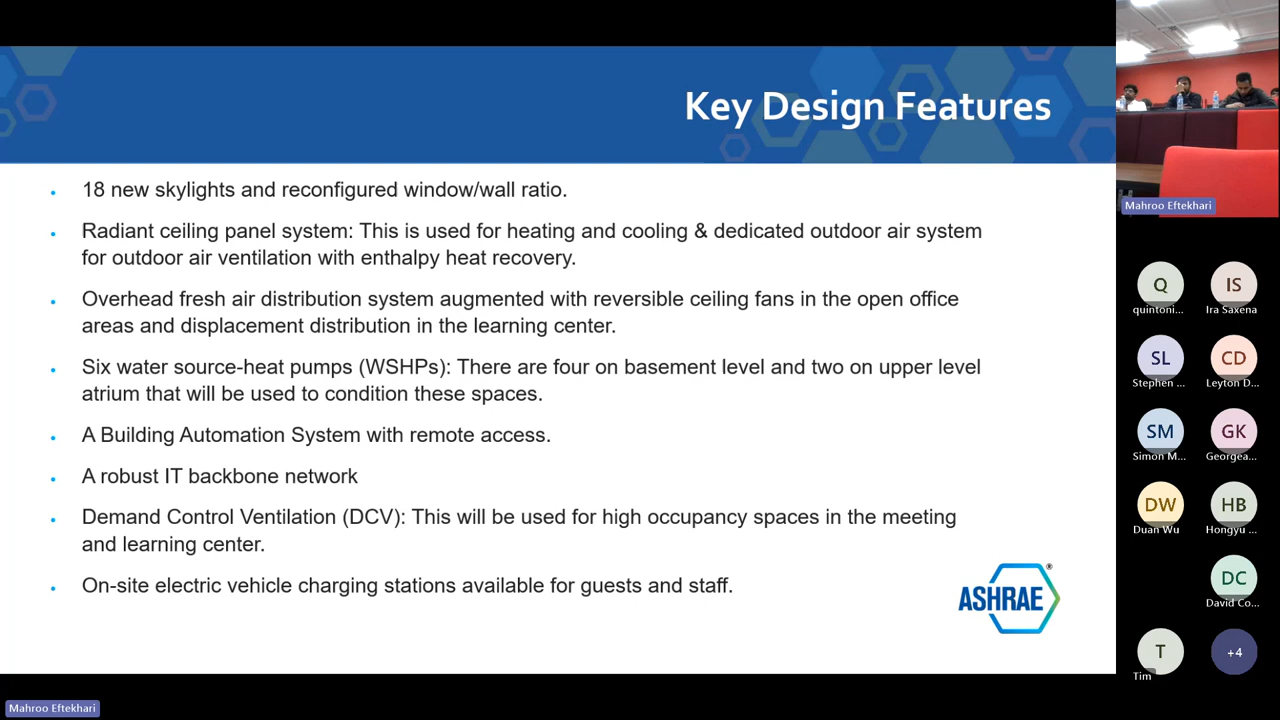 Key Design Features
• 18 new skylights and reconfigured window/wall ratio.
• Radiant ceiling panel system: This is used for heating and cooling & dedicated outdoor air system
for outdoor air ventilation with enthalpy heat recovery.
• Overhead fresh air distribution system augmented with reversible ceiling fans in the open office
areas and displacement distribution in the learning center.
• Six water source-heat pumps (WSHPs): There are four on basement level and two on upper level
atrium that will be used to condition these spaces.
• A Building Automation System with remote access.
• A robust IT backbone network
• Demand Control Ventilation (DCV): This will be used for high occupancy spaces in the meeting
and learning center.
• On-site electric vehicle charging stations available for guests and staff.
ASHRAE®
Mahroo Eftekhari
Mahroo Eftekhari
Q
quintoni...
IS
Ira Saxena
SL
Stephen ...
CD
Leyton D...
SM
Simon M...
GK
Georgea...
DW
Duan Wu
HB
Hongyu ...
DC
David Co...
T
Tim
+4